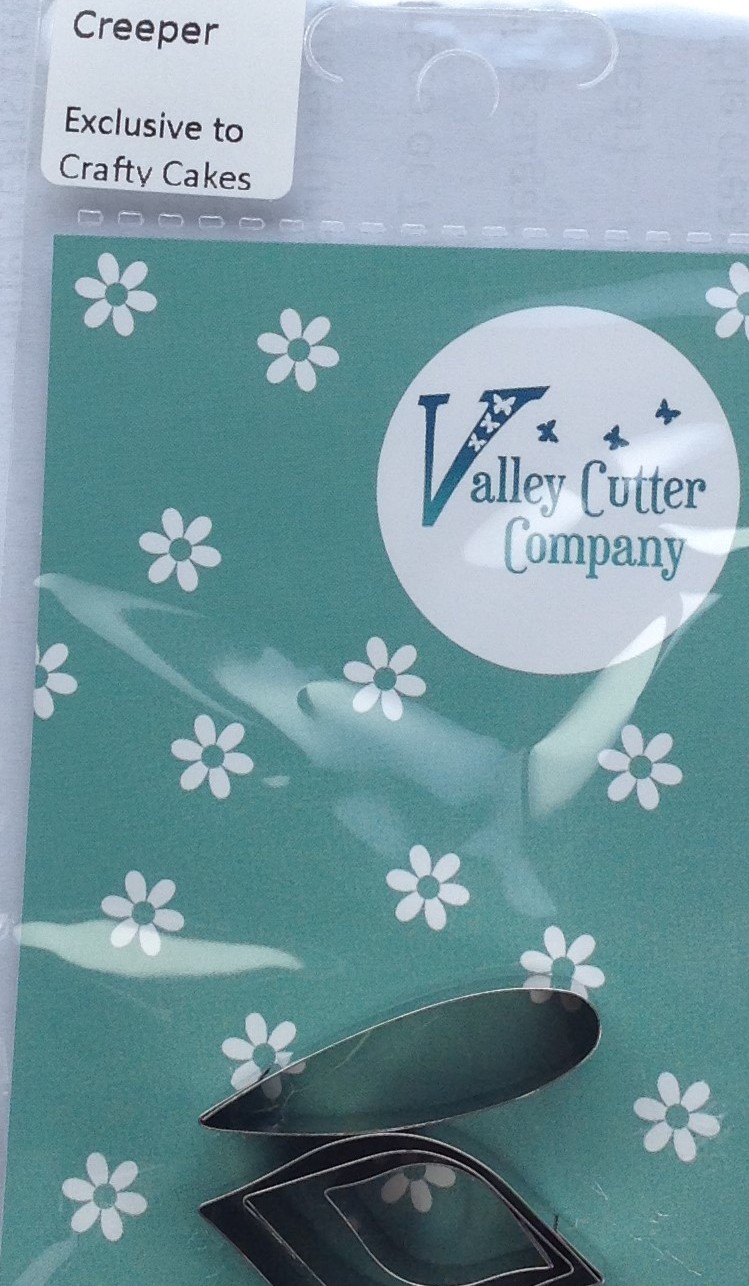 Creeper
Exclusive to
Crafty Cakes
Valley Cutter
Company